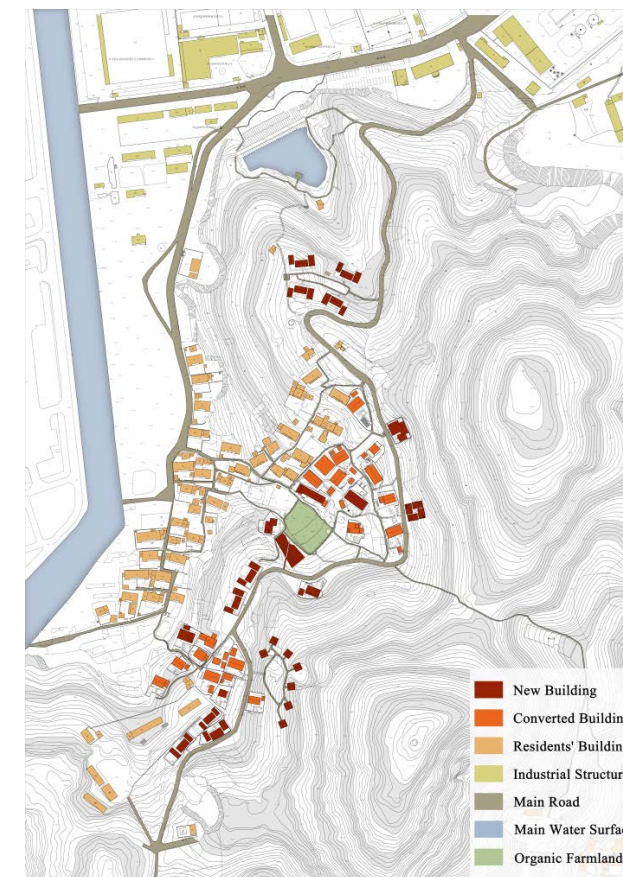 New Building
Converted Buildin
Residents' Buildin
Industrial Structur
Main Road
Main Water Surfac
Organic Farmland